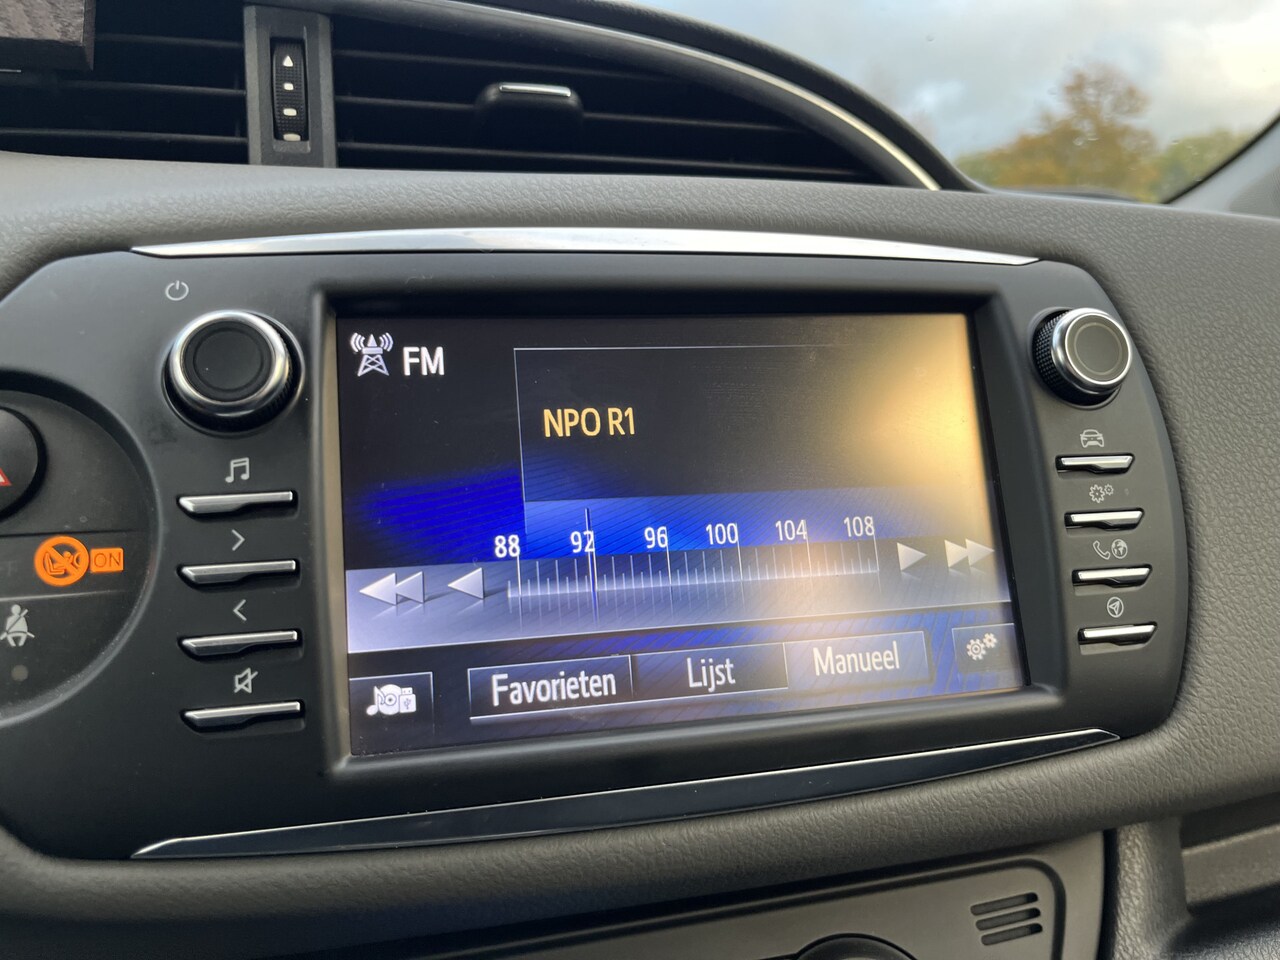 FM
NPO R1
88 92 96 100 104 108
ON
Favorieten Lijst Manueel